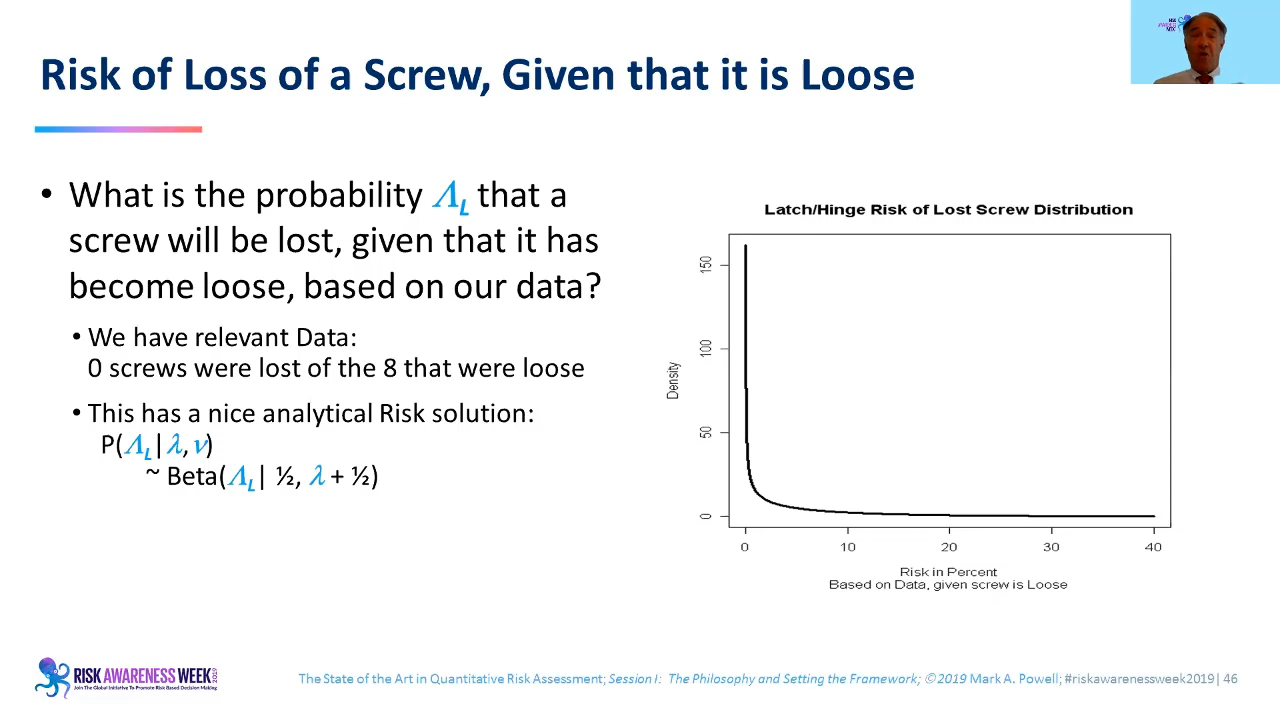 Risk of Loss of a Screw, Given that it is Loose
• What is the probability ΛL that a
screw will be lost, given that it has
become loose, based on our data?
• We have relevant Data:
0 screws were lost of the 8 that were loose
• This has a nice analytical Risk solution:
P(ΛL|λ,ν)
~ Beta(ΛL| ½, λ + ½)
Latch/Hinge Risk of Lost Screw Distribution
150
100
50
0
Density
0 10 20 30 40
Risk in Percent
Based on Data, given screw is Loose
RISK AWARENESS WEEK 2019
Join The Global Initiative To Promote Risk Based Decision Making
The State of the Art in Quantitative Risk Assessment; Session I: The Philosophy and Setting the Framework; ©2019 Mark A. Powell; #riskawarenessweek2019| 46